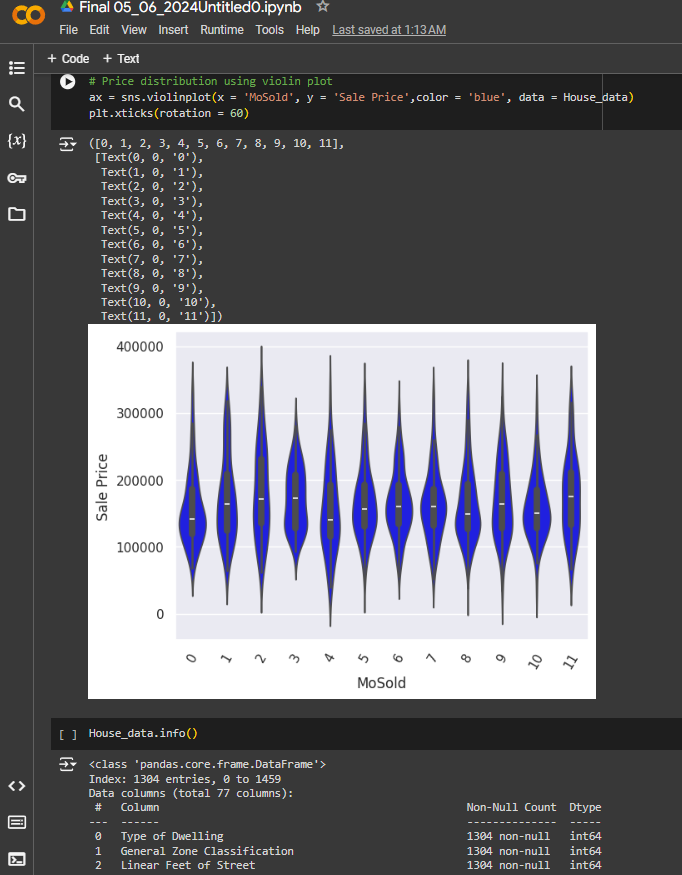 Final 05_06_2024Untitled0.ipynb
File Edit View Insert Runtime Tools Help Last saved at 1:13 AM
+ Code + Text
# Price distribution using violin plot
ax = sns.violinplot(x = 'MoSold', y = 'Sale Price',color = 'blue', data = House_data)
plt.xticks(rotation = 60)
([0, 1, 2, 3, 4, 5, 6, 7, 8, 9, 10, 11],
[Text(0, 0, '0'),
Text(1, 0, '1'),
Text(2, 0, '2'),
Text(3, 0, '3'),
Text(4, 0, '4'),
Text(5, 0, '5'),
Text(6, 0, '6'),
Text(7, 0, '7'),
Text(8, 0, '8'),
Text(9, 0, '9'),
Text(10, 0, '10'),
Text(11, 0, '11')])
400000
300000
200000
100000
0
Sale Price
0 1 2 3 4 5 6 7 8 9 10 11
MoSold
[ ] House_data.info()
<class 'pandas.core.frame.DataFrame'>
Index: 1304 entries, 0 to 1459
Data columns (total 77 columns):
# Column Non-Null Count Dtype
--- ------ -------------- -----
0 Type of Dwelling 1304 non-null int64
1 General Zone Classification 1304 non-null int64
2 Linear Feet of Street 1304 non-null int64